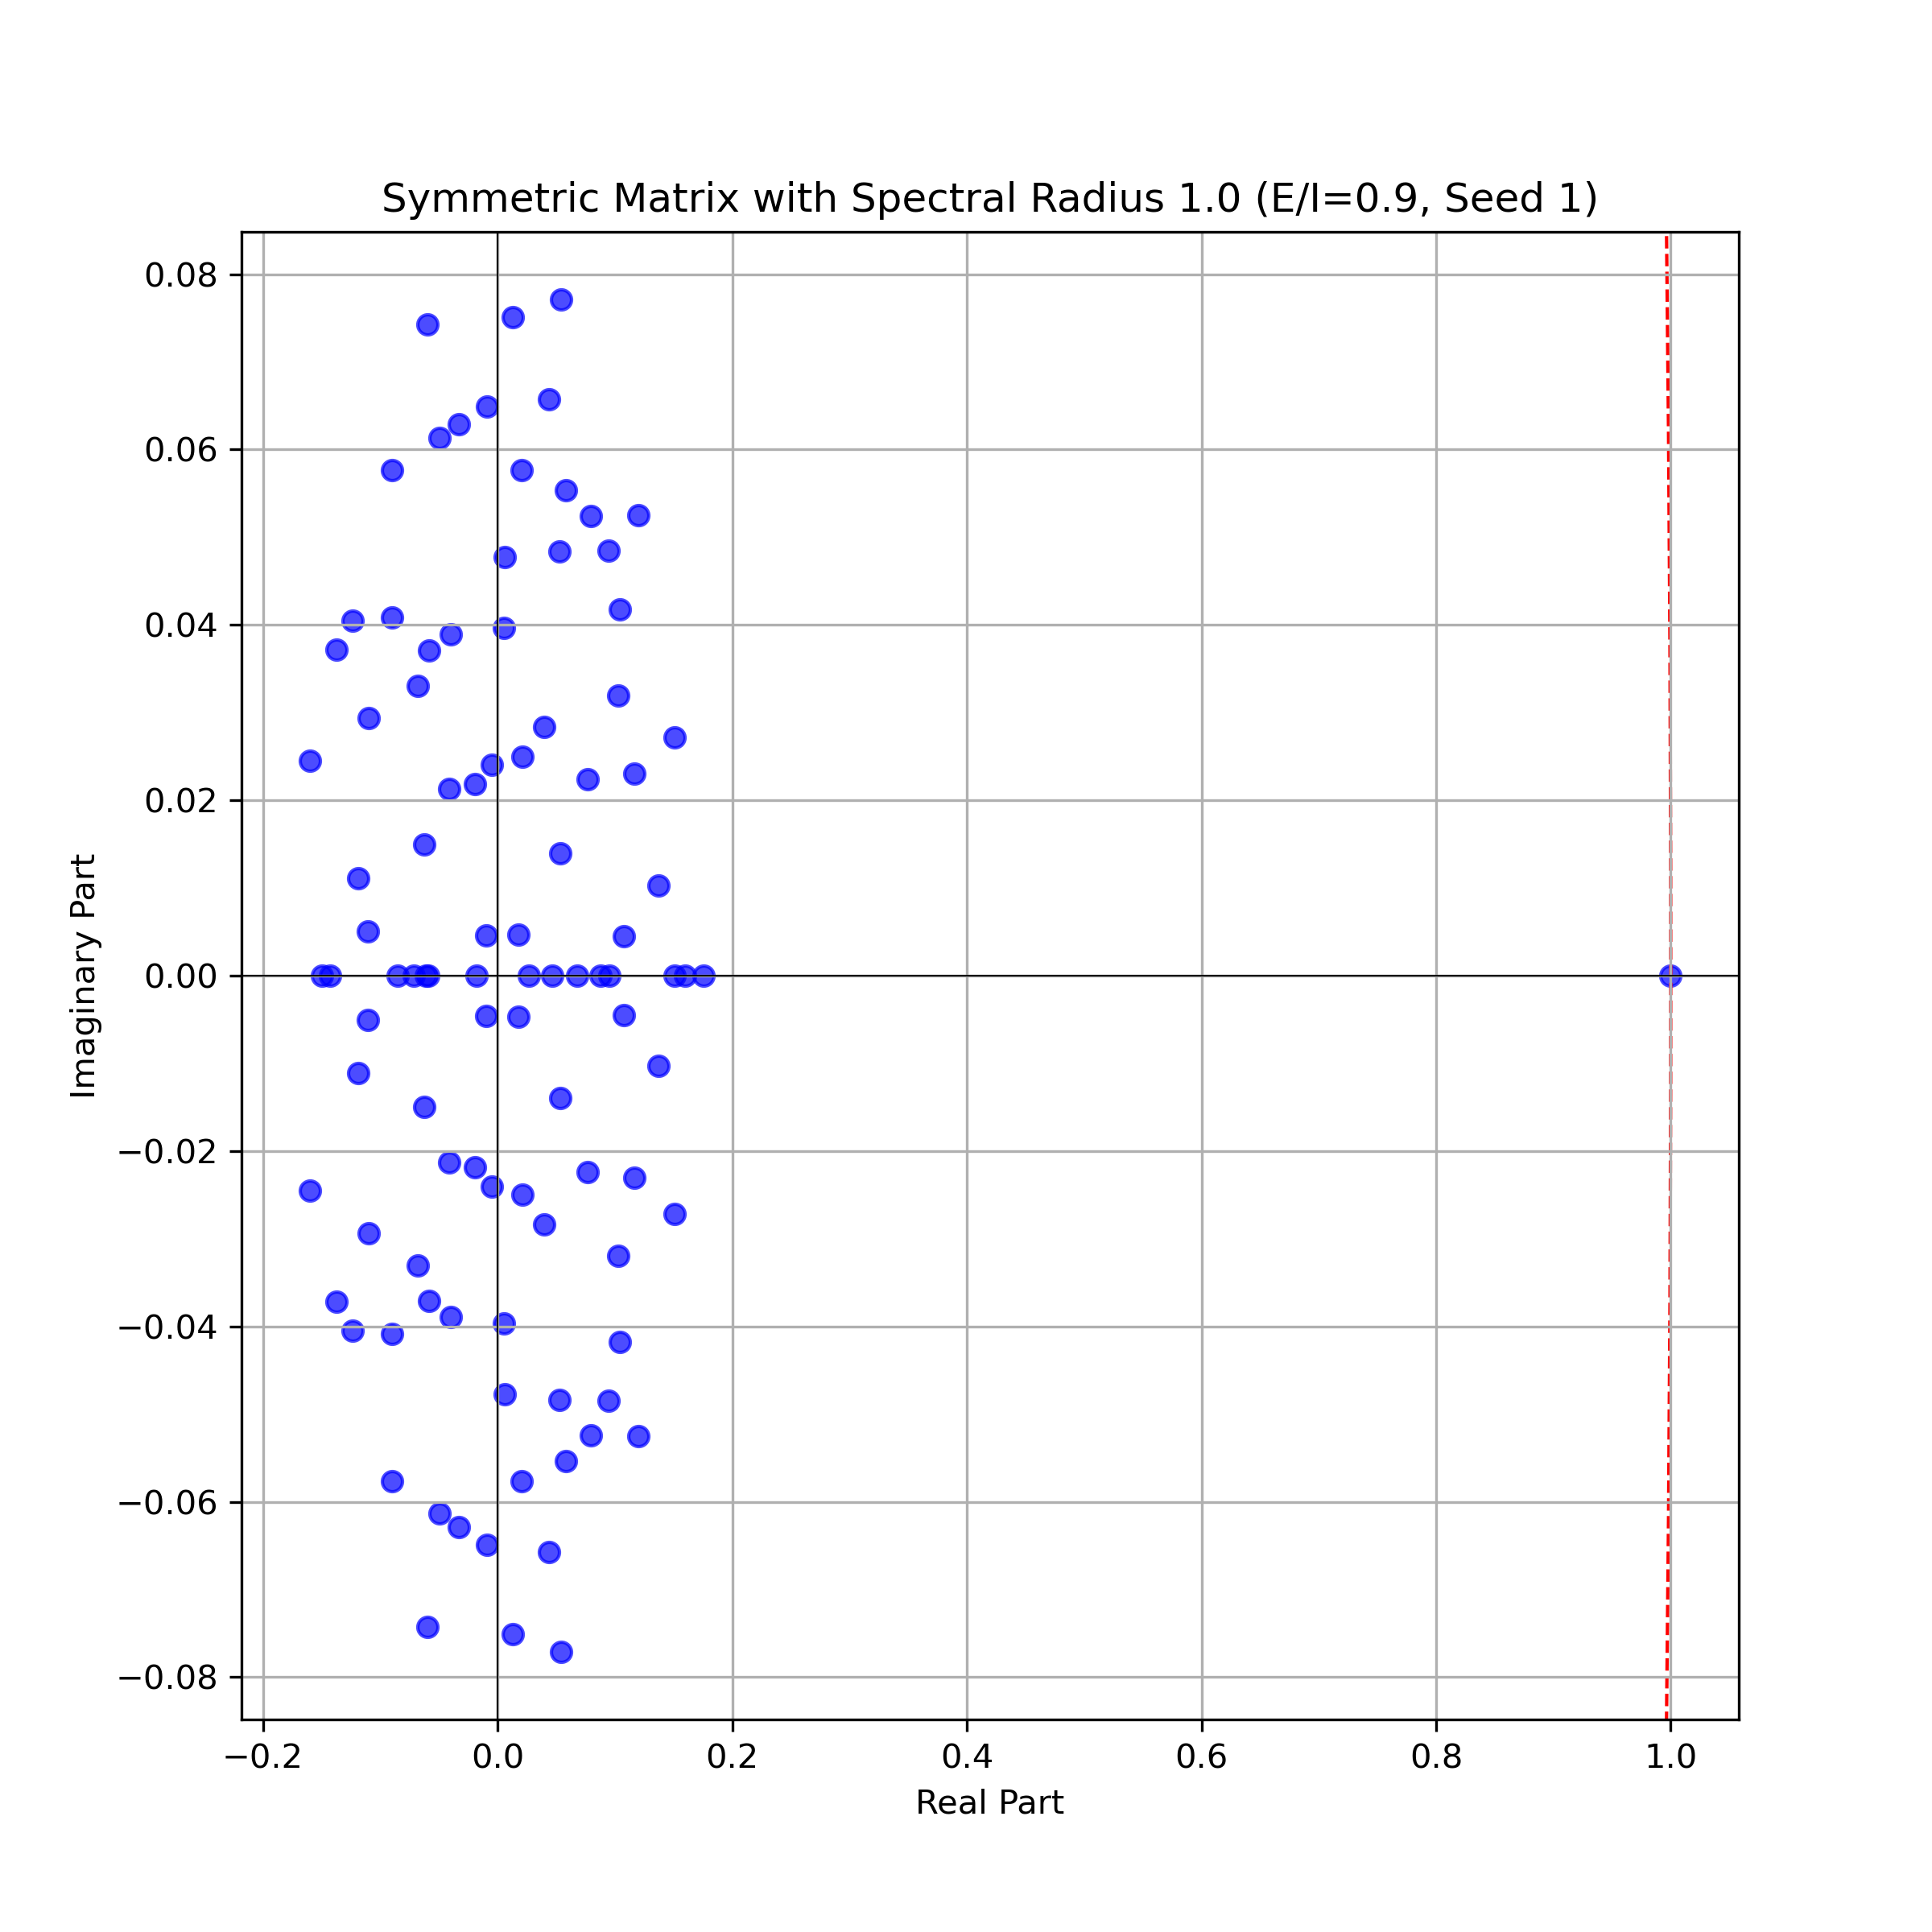 Symmetric Matrix with Spectral Radius 1.0 (E/I=0.9, Seed 1)
0.08
0.06
0.04
0.02
0.00
−0.02
−0.04
−0.06
−0.08
Imaginary Part
−0.2 0.0 0.2 0.4 0.6 0.8 1.0
Real Part